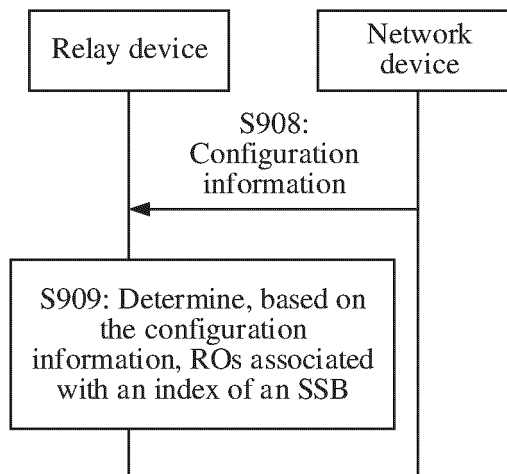 Relay device
Network
device
S908:
Configuration
information
S909: Determine, based on
the configuration
information, ROs associated
with an index of an SSB